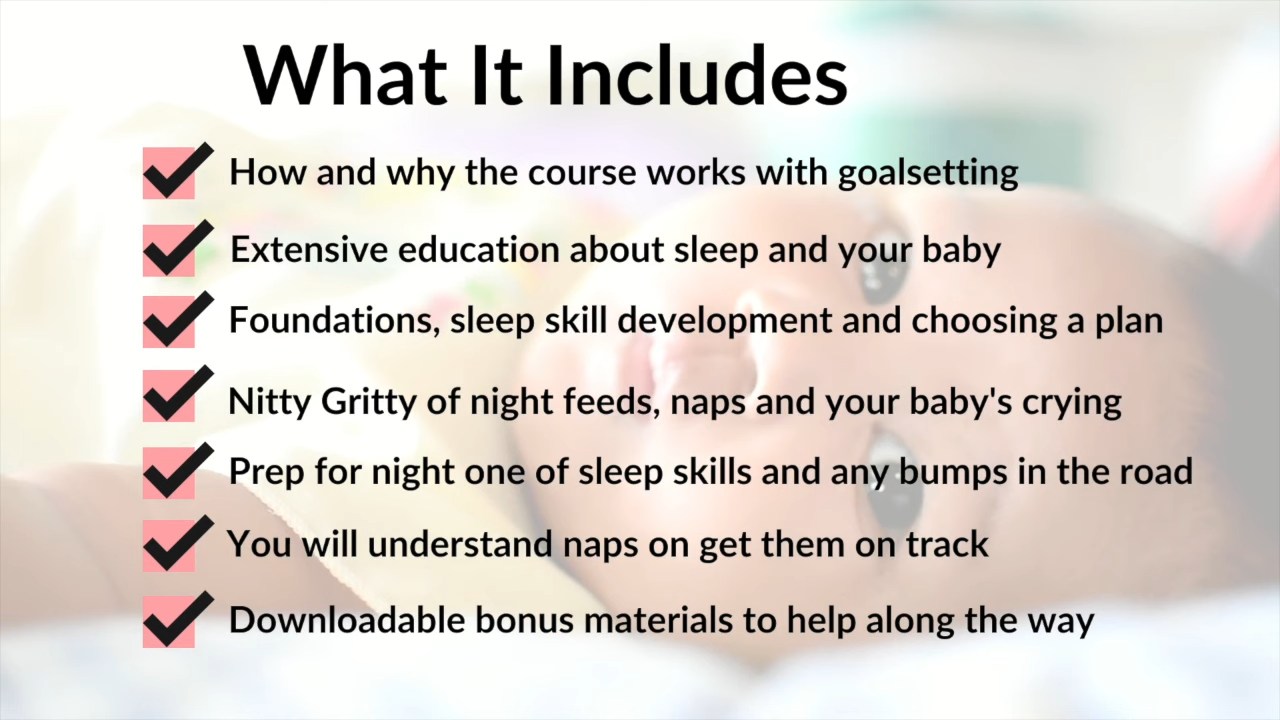 What It Includes
How and why the course works with goalsetting
Extensive education about sleep and your baby
Foundations, sleep skill development and choosing a plan
Nitty Gritty of night feeds, naps and your baby's crying
Prep for night one of sleep skills and any bumps in the road
You will understand naps on get them on track
Downloadable bonus materials to help along the way